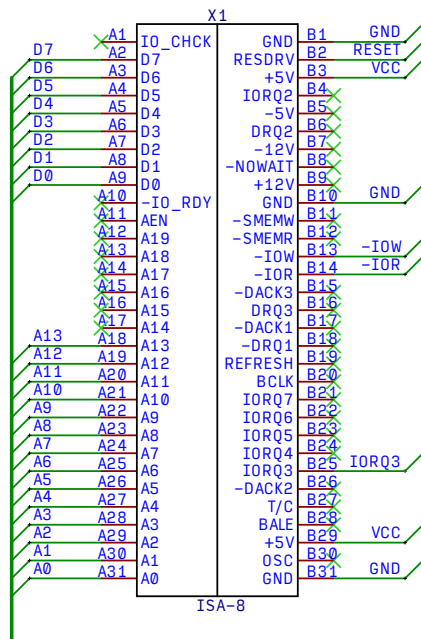 X1
A1 IO_CHCK GND B1 GND
D7 A2 D7 RESDRV B2 RESET
D6 A3 D6 +5V B3 VCC
D5 A4 D5 IORQ2 B4
D4 A5 D4 -5V B5
D3 A6 D3 DRQ2 B6
D2 A7 D2 -12V B7
D1 A8 D1 -NOWAIT B8
D0 A9 D0 +12V B9
A10 -IO_RDY GND B10 GND
A11 AEN -SMEMW B11
A12 A19 -SMEMR B12
A13 A18 -IOW B13 -IOW
A14 A17 -IOR B14 -IOR
A15 A16 -DACK3 B15
A16 A15 DRQ3 B16
A17 A14 -DACK1 B17
A13 A18 A13 -DRQ1 B18
A12 A19 A12 REFRESH B19
A11 A20 A11 BCLK B20
A10 A21 A10 IORQ7 B21
A9 A22 A9 IORQ6 B22
A8 A23 A8 IORQ5 B23
A7 A24 A7 IORQ4 B24
A6 A25 A6 IORQ3 B25 IORQ3
A5 A26 A5 -DACK2 B26
A4 A27 A4 T/C B27
A3 A28 A3 BALE B28
A2 A29 A2 +5V B29 VCC
A1 A30 A1 OSC B30
A0 A31 A0 GND B31 GND
ISA-8